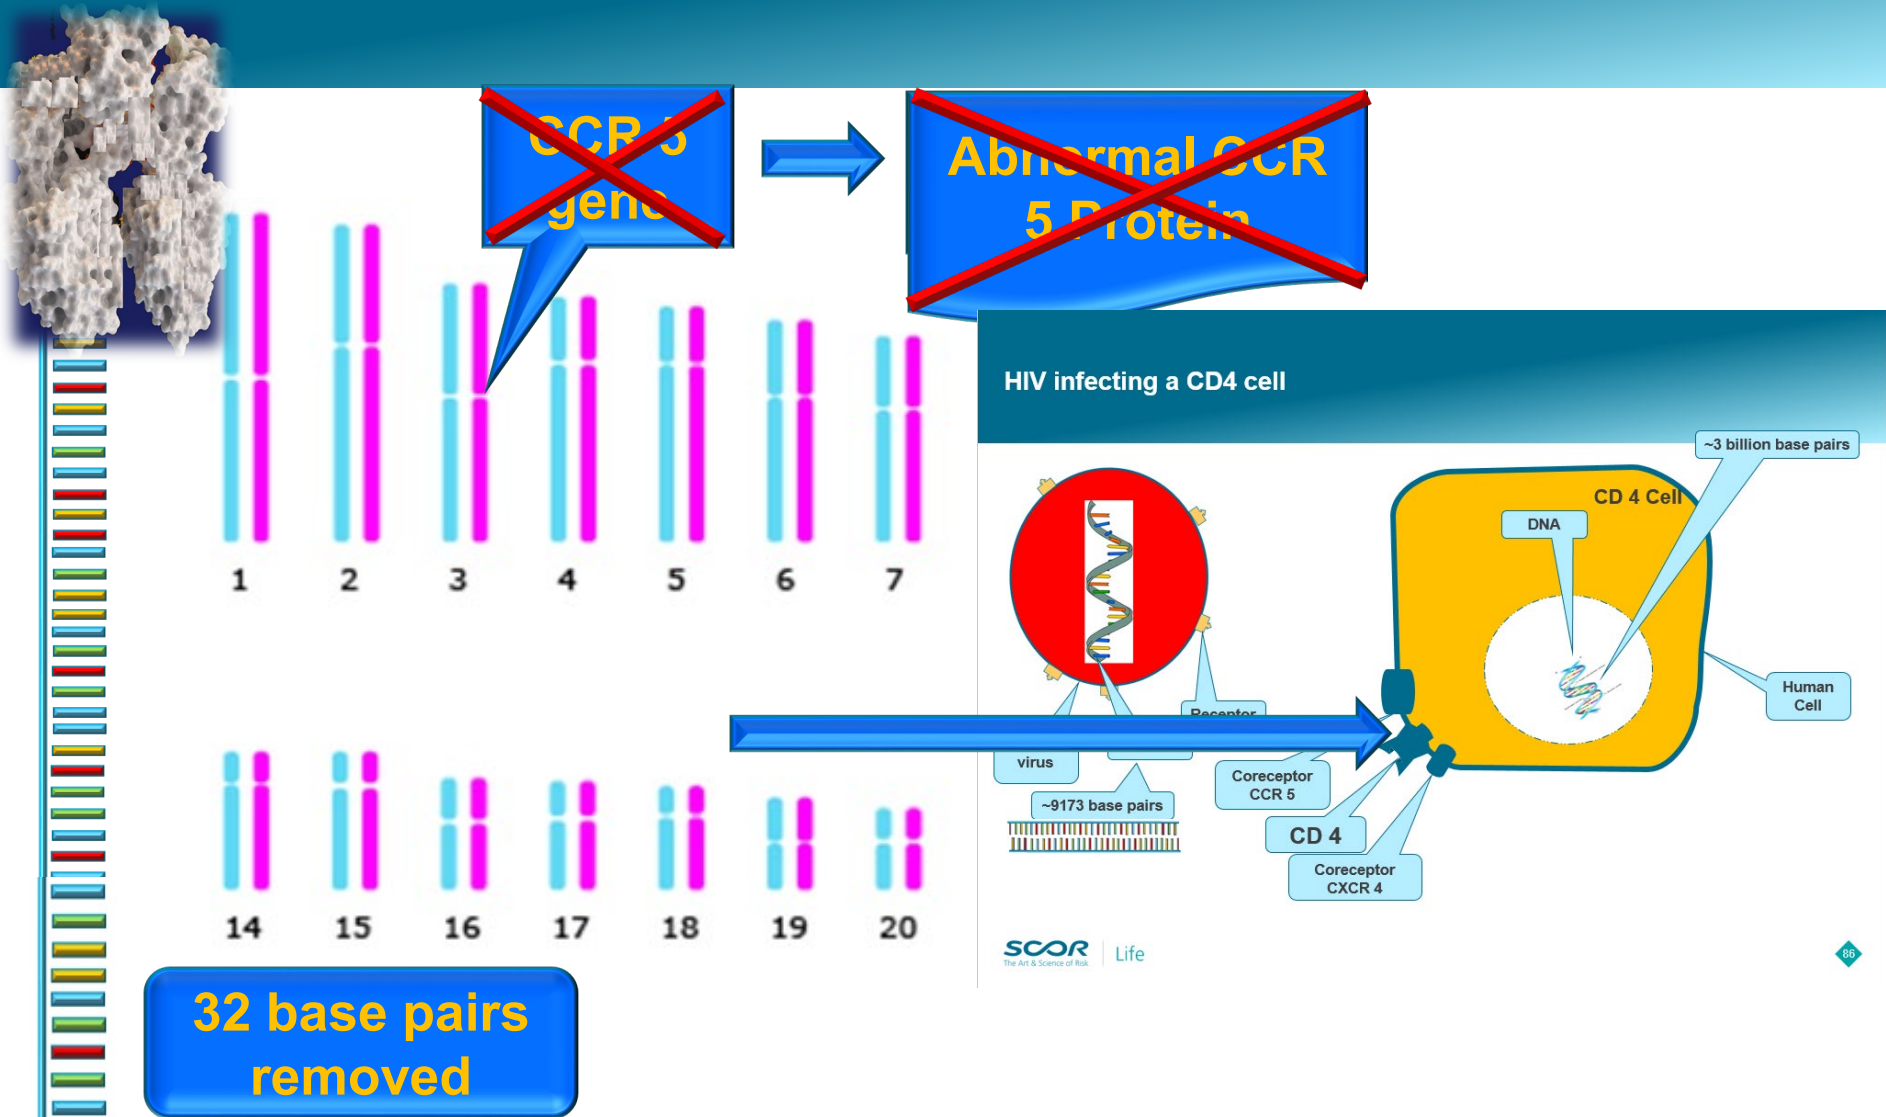 CCR 5
gene
Abnormal CCR
5 Protein
1 2 3 4 5 6 7
14 15 16 17 18 19 20
32 base pairs
removed
HIV infecting a CD4 cell
~3 billion base pairs
CD 4 Cell
DNA
Human
Cell
Receptor
virus
~9173 base pairs
Coreceptor
CCR 5
CD 4
Coreceptor
CXCR 4
SCOR
The Art & Science of Risk
Life
86